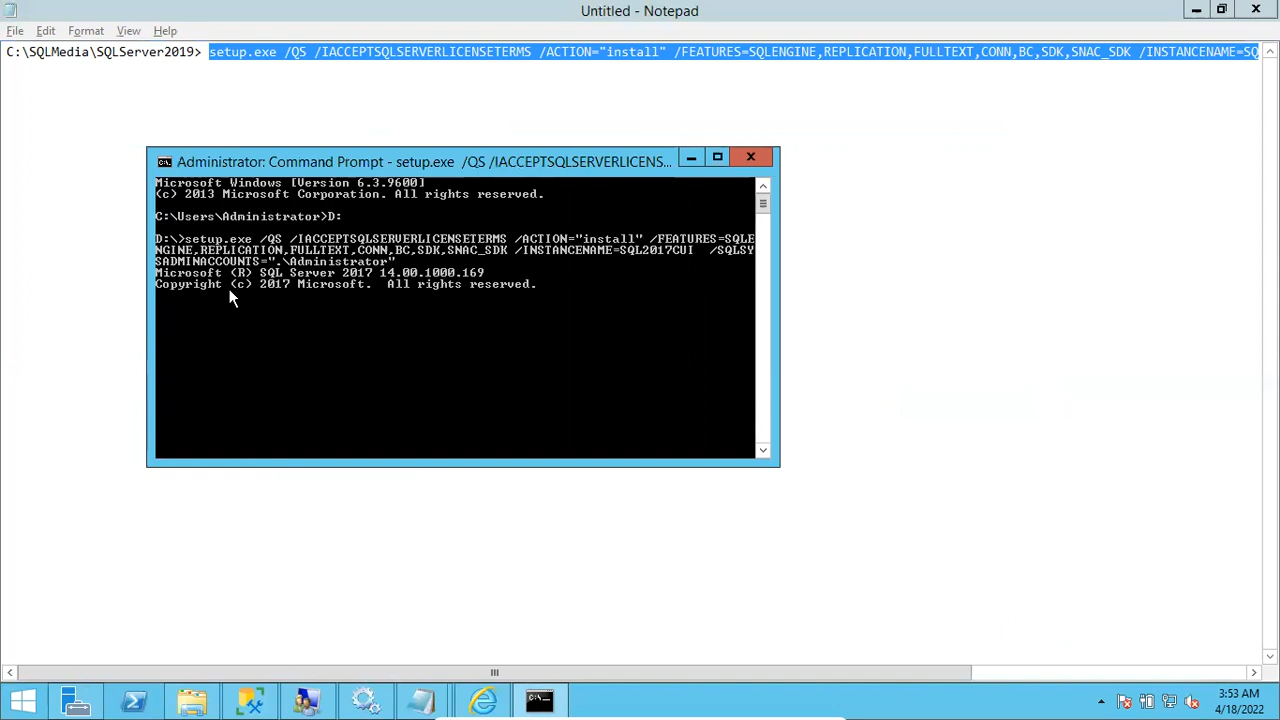 Untitled - Notepad
File Edit Format View Help
C:\SQLMedia\SQLServer2019> setup.exe /QS /IACCEPTSQLSERVERLICENSETERMS /ACTION="install" /FEATURES=SQLENGINE,REPLICATION,FULLTEXT,CONN,BC,SDK,SNAC_SDK /INSTANCENAME=SQ
Administrator: Command Prompt - setup.exe /QS /IACCEPTSQLSERVERLICENS...
Microsoft Windows [Version 6.3.9600]
(c) 2013 Microsoft Corporation. All rights reserved.
C:\Users\Administrator>D:
D:\>setup.exe /QS /IACCEPTSQLSERVERLICENSETERMS /ACTION="install" /FEATURES=SQLE
NGINE,REPLICATION,FULLTEXT,CONN,BC,SDK,SNAC_SDK /INSTANCENAME=SQL2017CUI /SQLSY
SADMINACCOUNTS=".\Administrator"
Microsoft (R) SQL Server 2017 14.00.1000.169
Copyright (c) 2017 Microsoft. All rights reserved.
3:53 AM
4/18/2022